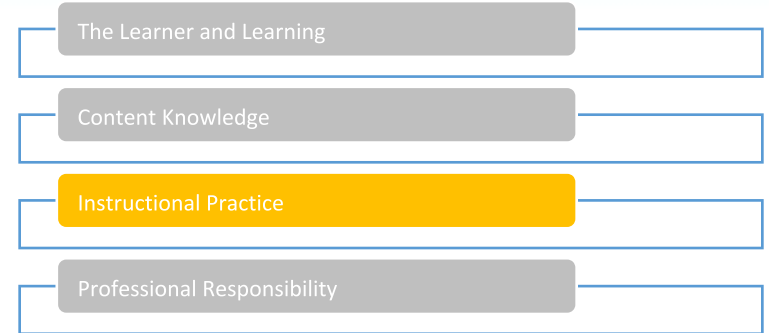 The Learner and Learning
Content Knowledge
Instructional Practice
Professional Responsibility